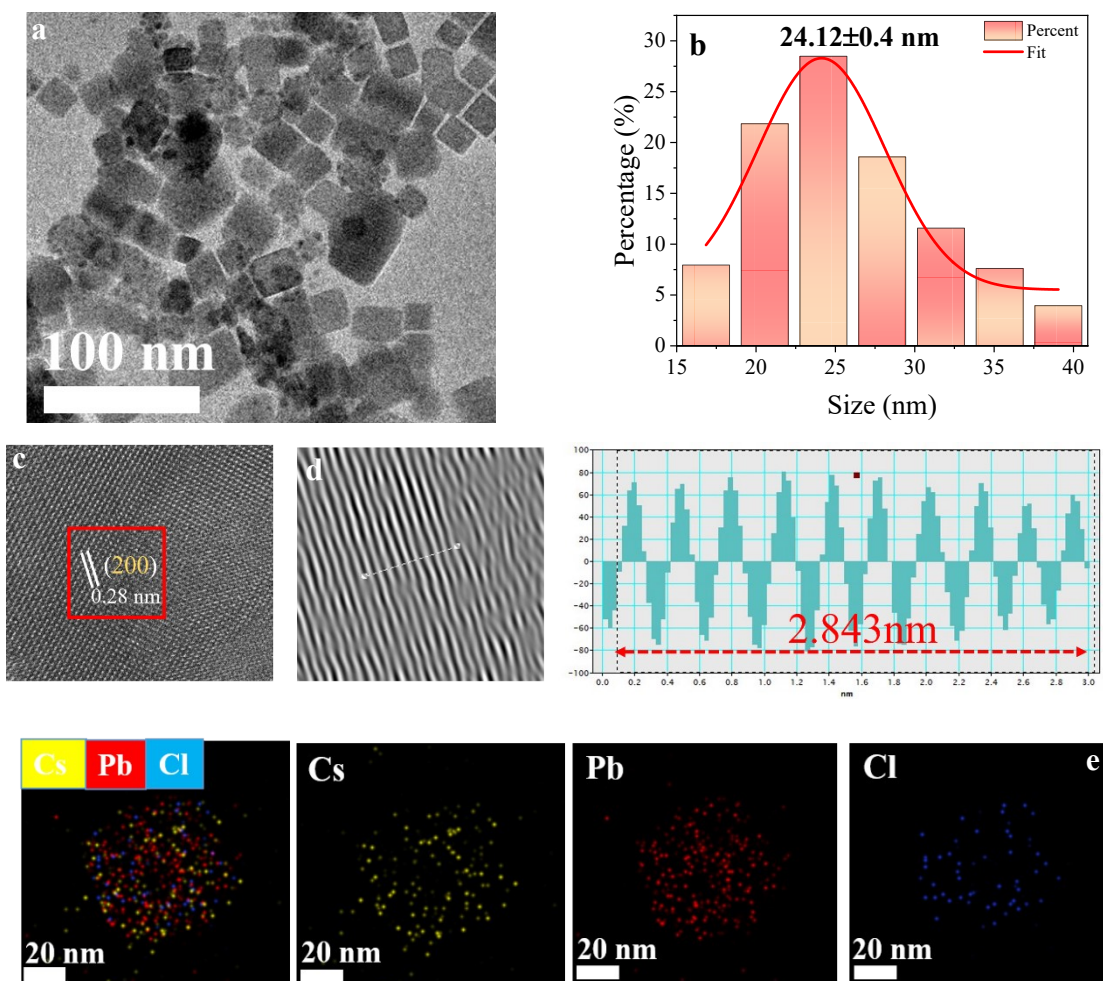 a
100 nm
b
24.12±0.4 nm
Percent
Fit
Percentage (%)
30
25
20
15
10
5
0
15 20 25 30 35 40
Size (nm)
c
(200)
0.28 nm
d
100
80
60
40
20
0
-20
-40
-60
-80
-100
2.843nm
0.0 0.2 0.4 0.6 0.8 1.0 1.2 1.4 1.6 1.8 2.0 2.2 2.4 2.6 2.8 3.0
nm
Cs Pb Cl
20 nm
Cs
20 nm
Pb
20 nm
Cl
e
20 nm